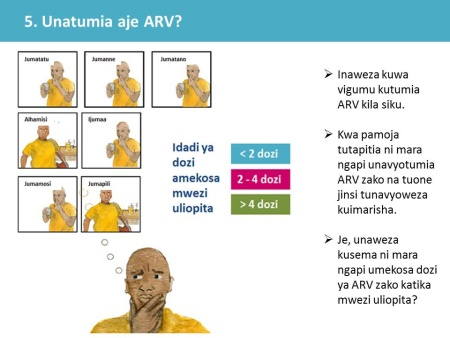 5. Unatumia aje ARV?
Jumatatu
Jumanne
Jumatano
Alhamisi
Ijumaa
Jumamosi
Jumapili
Idadi ya
dozi
amekosa
mwezi
uliopita
< 2 dozi
2 - 4 dozi
> 4 dozi
➢ Inaweza kuwa
vigumu kutumia
ARV kila siku.
➢ Kwa pamoja
tutapitia ni mara
ngapi unavyotumia
ARV zako na tuone
jinsi tunavyoweza
kuimarisha.
➢ Je, unaweza
kusema ni mara
ngapi umekosa dozi
ya ARV zako katika
mwezi uliopita?